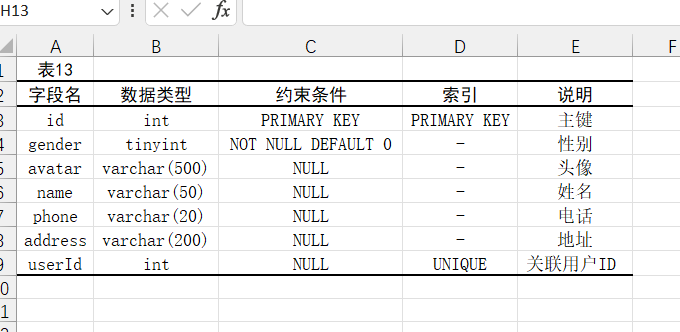 H13 fx
A B C D E F
1 表13
2 字段名 数据类型 约束条件 索引 说明
3 id int PRIMARY KEY PRIMARY KEY 主键
4 gender tinyint NOT NULL DEFAULT 0 - 性别
5 avatar varchar(500) NULL - 头像
6 name varchar(50) NULL - 姓名
7 phone varchar(20) NULL - 电话
8 address varchar(200) NULL - 地址
9 userId int NULL UNIQUE 关联用户ID
0
1